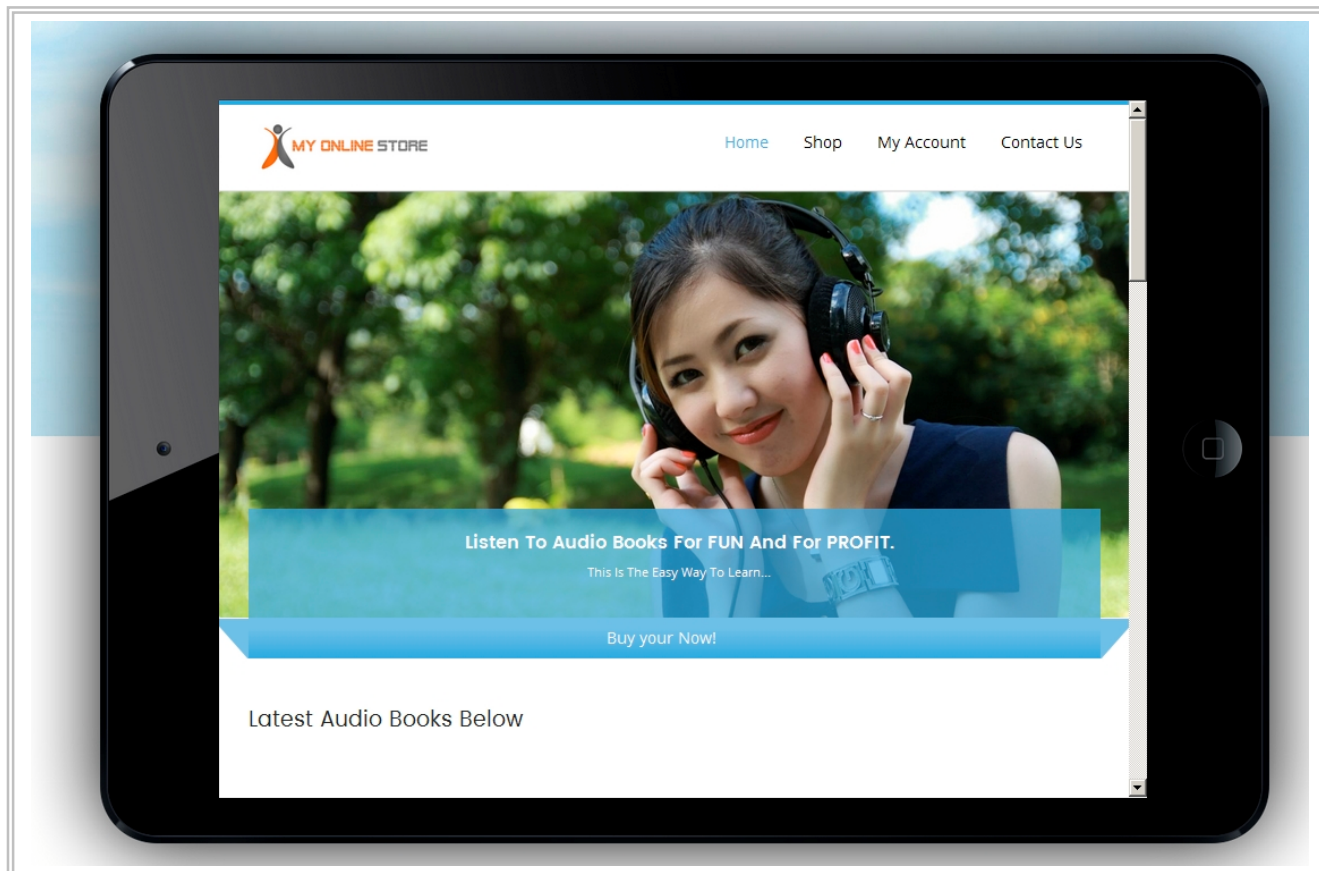 MY ONLINE STORE
Home Shop My Account Contact Us
Listen To Audio Books For FUN And For PROFIT.
This Is The Easy Way To Learn...
Buy your Now!
Latest Audio Books Below